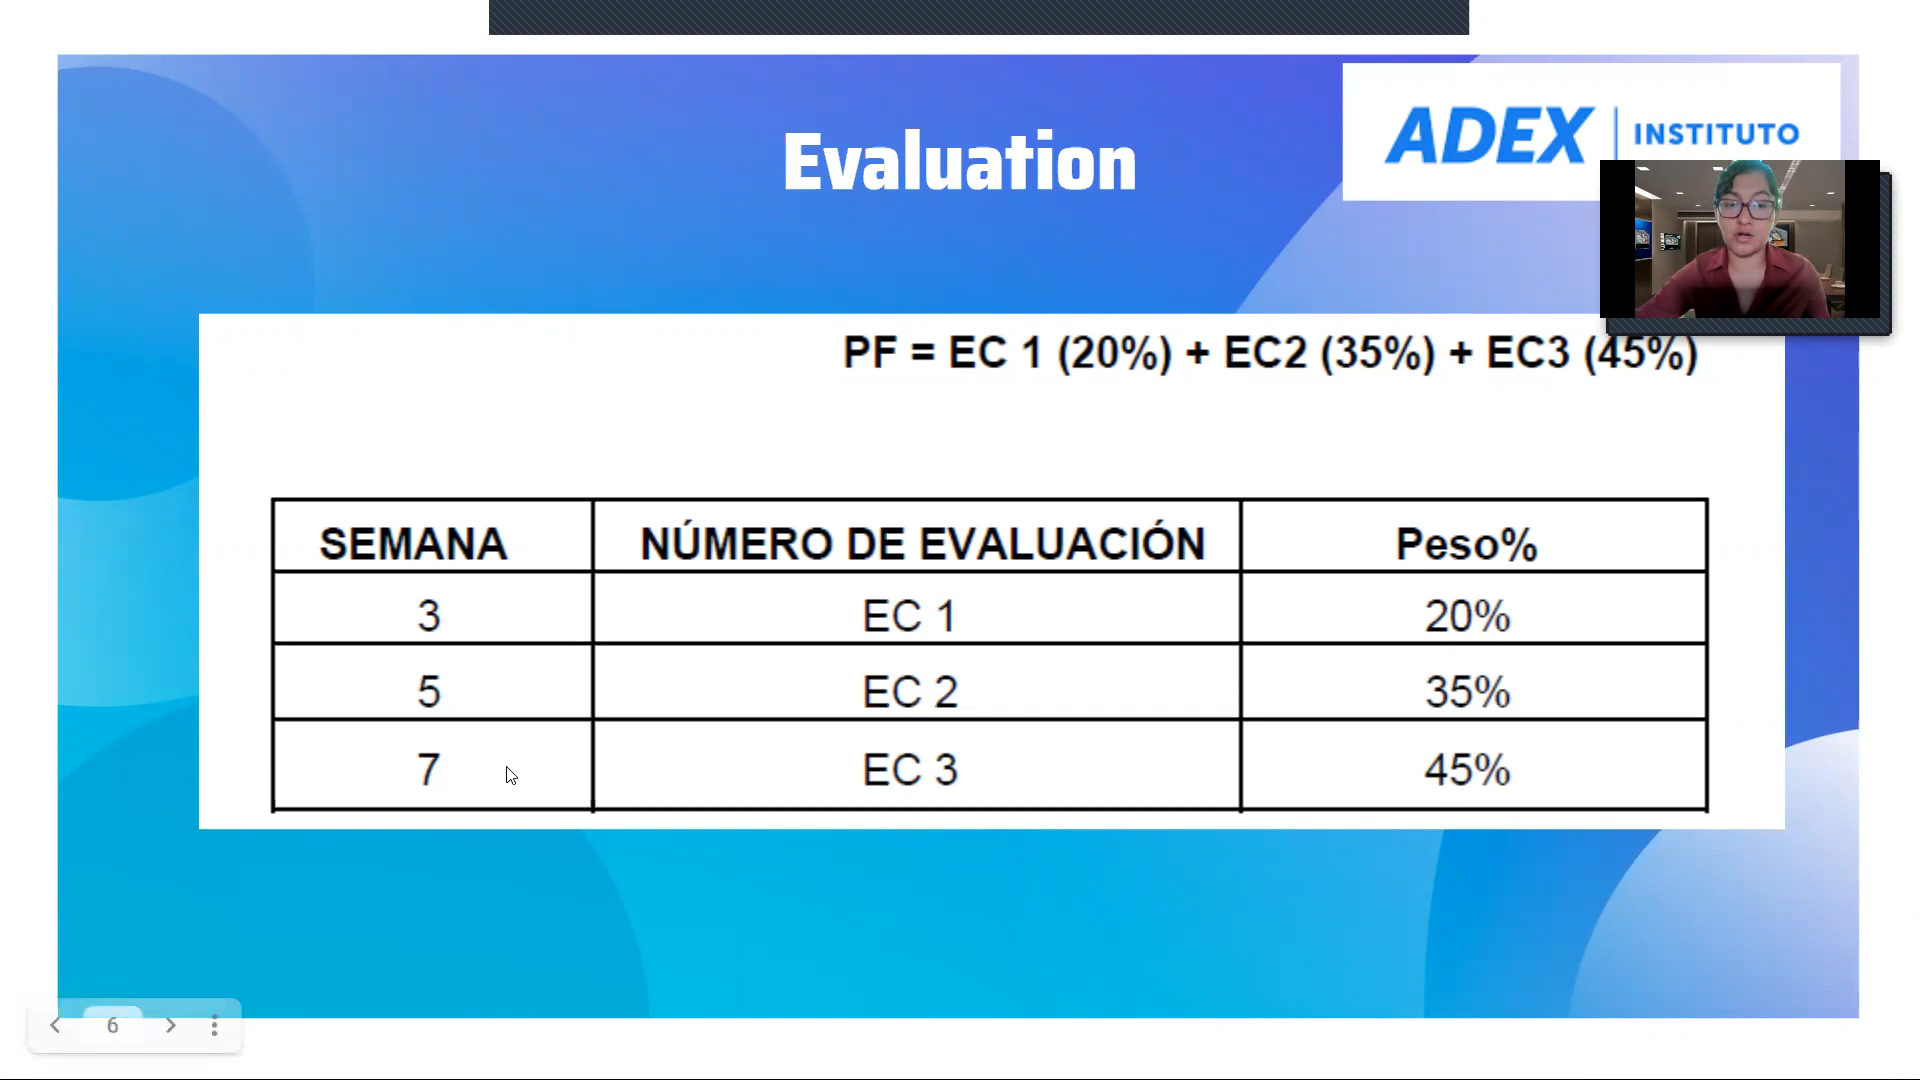 Evaluation
ADEX INSTITUTO
PF = EC 1 (20%) + EC2 (35%) + EC3 (45%)
SEMANA NÚMERO DE EVALUACIÓN Peso%
3 EC 1 20%
5 EC 2 35%
7 EC 3 45%
6